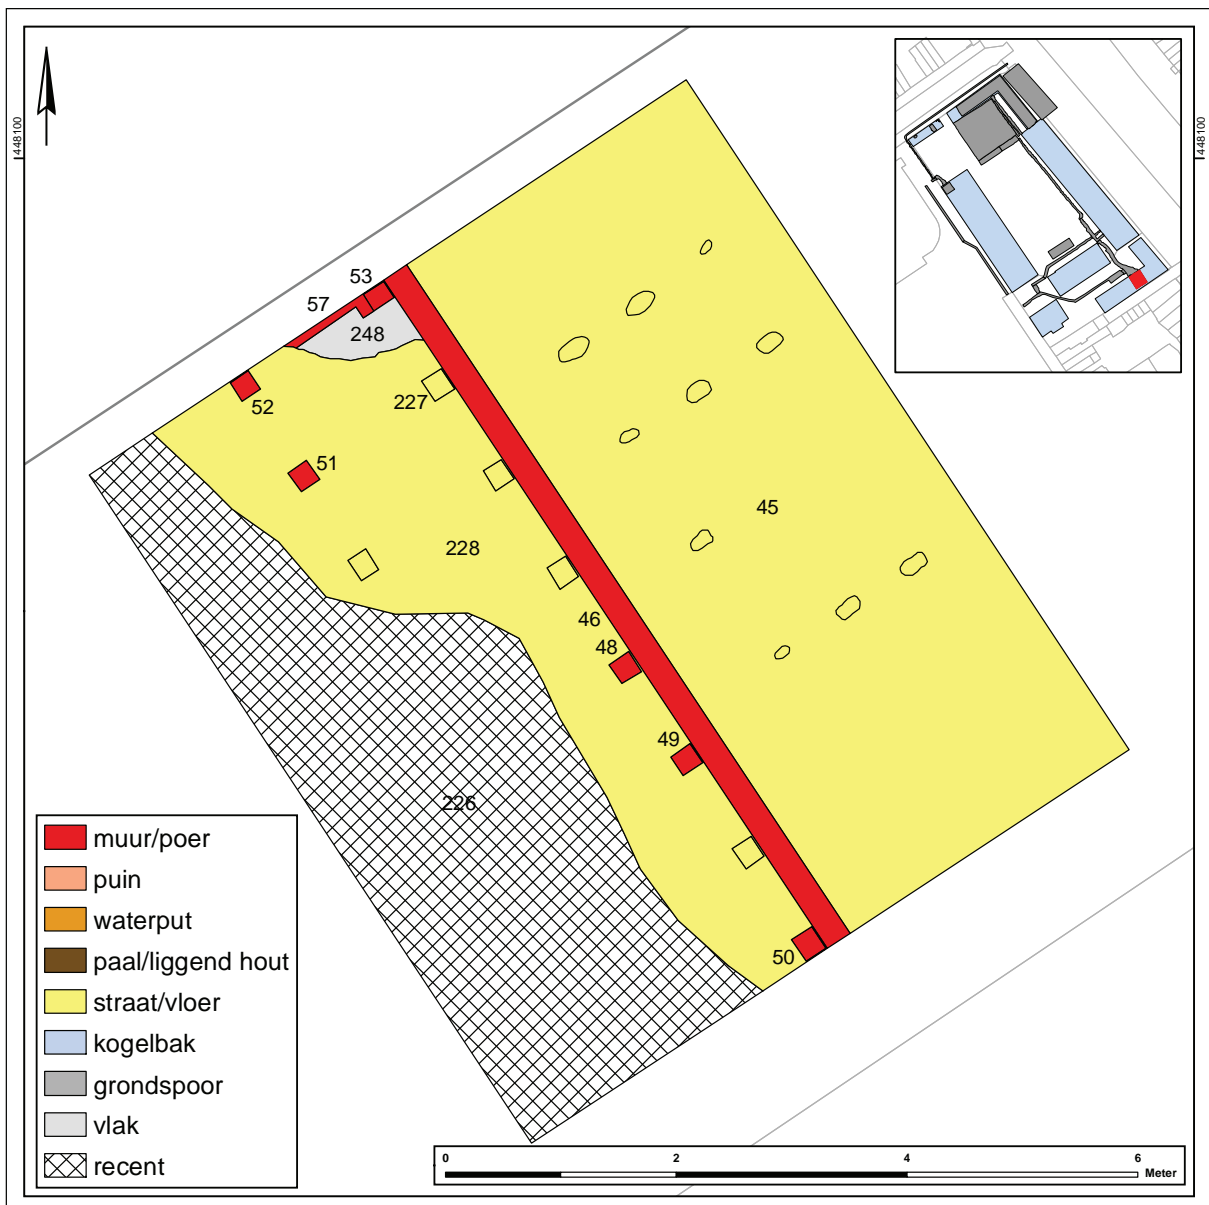 448100
448100
53
57
248
52
227
51
45
228
46
48
49
226
50
muur/poer
puin
waterput
paal/liggend hout
straat/vloer
kogelbak
grondspoor
vlak
recent
0 2 4 6
Meter